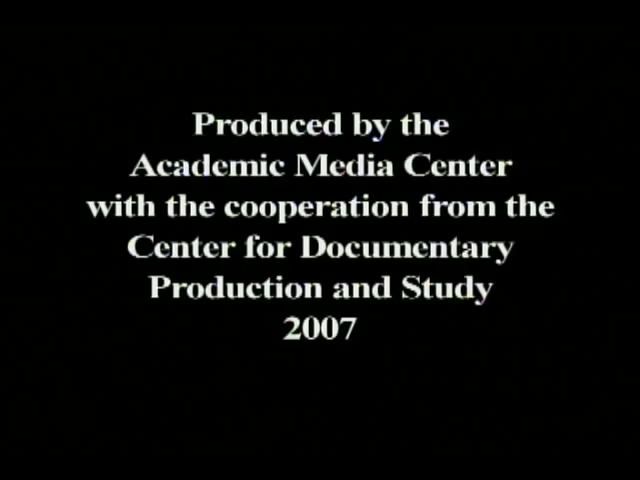 Produced by the
Academic Media Center
with the cooperation from the
Center for Documentary
Production and Study
2007